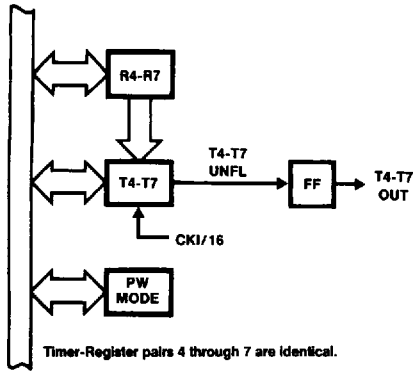 R4-R7
T4-T7
UNFL
T4-T7
FF
T4-T7
OUT
CKI/16
PW
MODE
Timer-Register pairs 4 through 7 are identical.